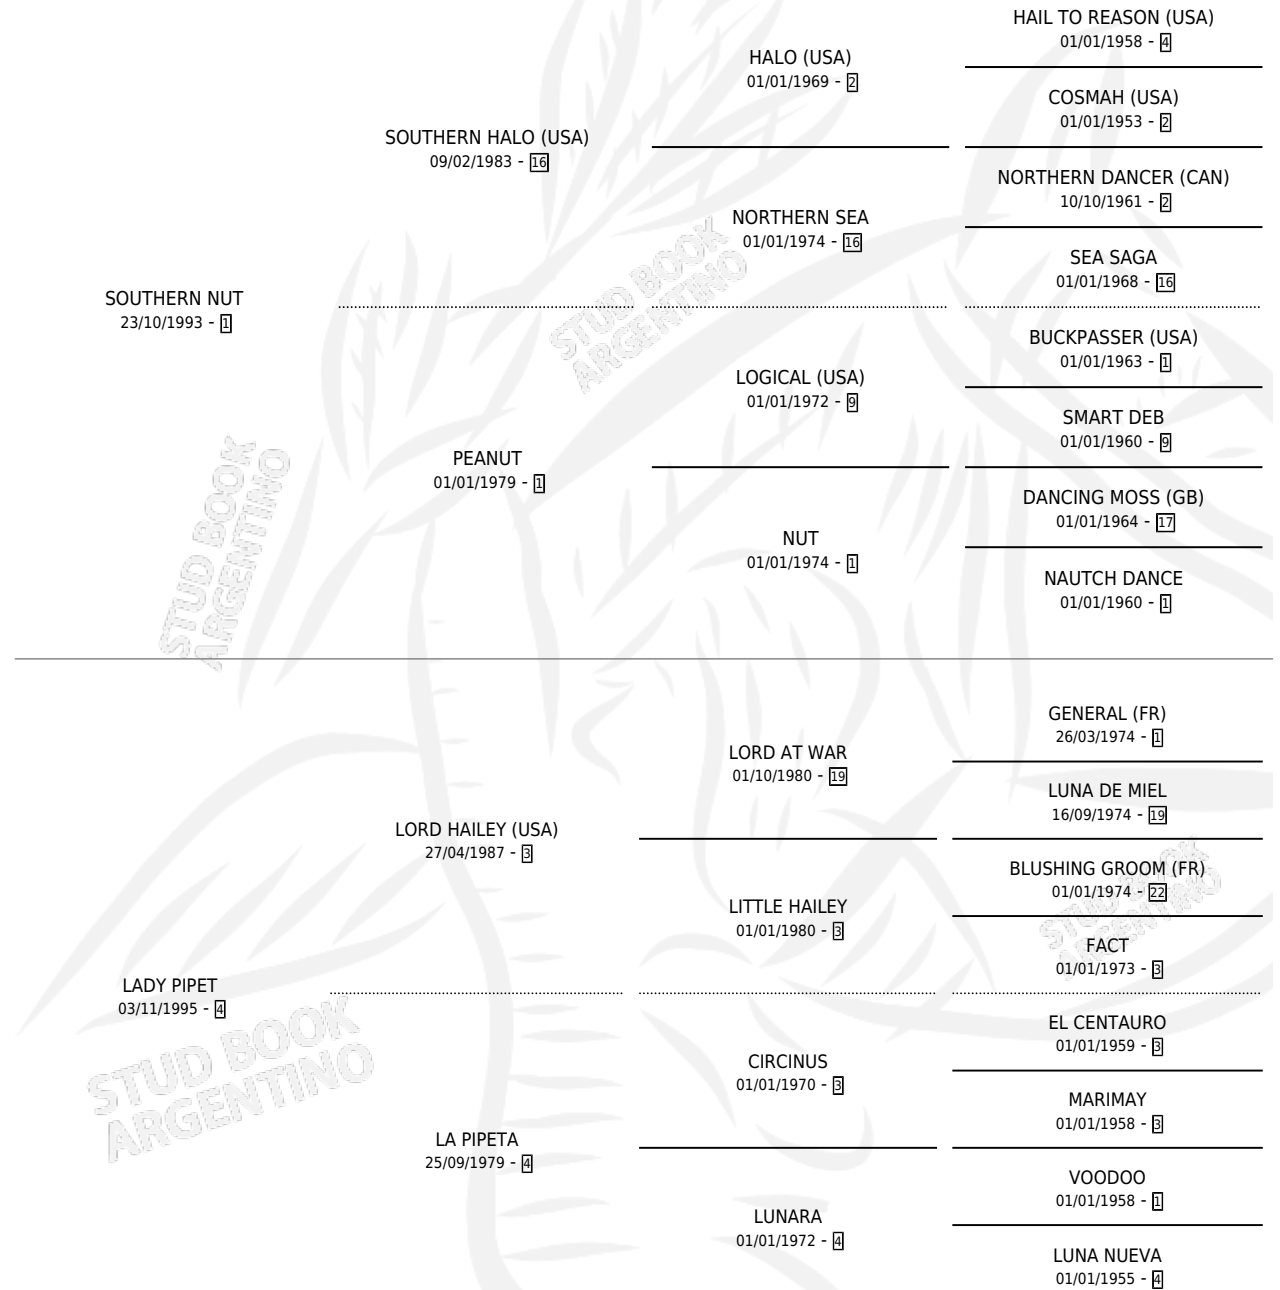 HAIL TO REASON (USA)
01/01/1958 - 4
HALO (USA)
01/01/1969 - 2
COSMAH (USA)
01/01/1953 - 2
SOUTHERN HALO (USA)
09/02/1983 - 16
NORTHERN DANCER (CAN)
10/10/1961 - 2
NORTHERN SEA
01/01/1974 - 16
SEA SAGA
01/01/1968 - 16
SOUTHERN NUT
23/10/1993 - 1
BUCKPASSER (USA)
01/01/1963 - 1
LOGICAL (USA)
01/01/1972 - 9
SMART DEB
01/01/1960 - 9
PEANUT
01/01/1979 - 1
DANCING MOSS (GB)
01/01/1964 - 17
NUT
01/01/1974 - 1
NAUTCH DANCE
01/01/1960 - 1
GENERAL (FR)
26/03/1974 - 1
LORD AT WAR
01/10/1980 - 19
LUNA DE MIEL
16/09/1974 - 19
LORD HAILEY (USA)
27/04/1987 - 3
BLUSHING GROOM (FR)
01/01/1974 - 22
LITTLE HAILEY
01/01/1980 - 3
FACT
01/01/1973 - 3
LADY PIPET
03/11/1995 - 4
EL CENTAURO
01/01/1959 - 3
CIRCINUS
01/01/1970 - 3
MARIMAY
01/01/1958 - 3
LA PIPETA
25/09/1979 - 4
VOODOO
01/01/1958 - 1
LUNARA
01/01/1972 - 4
LUNA NUEVA
01/01/1955 - 4
STUD BOOK
ARGENTINO
STUD BOOK
ARGENTINO
STUD BOOK
ARGENTINO
STUD BOOK
ARGENTINO